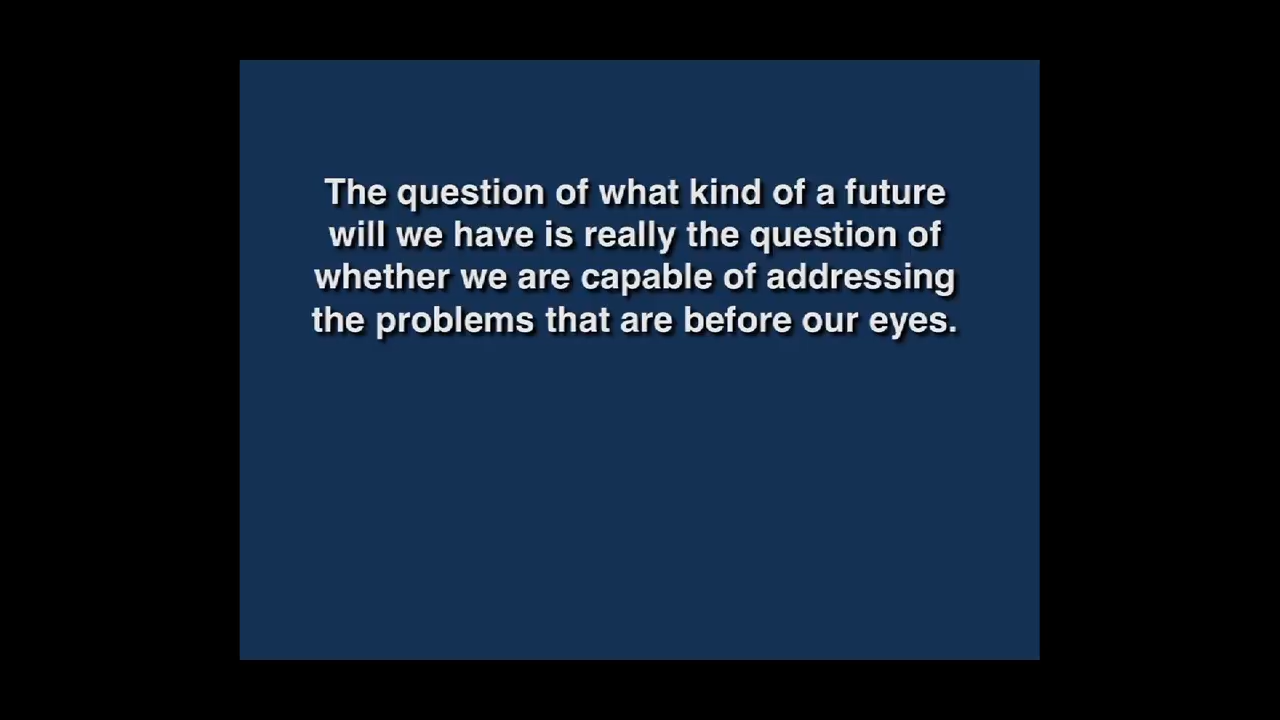 The question of what kind of a future
will we have is really the question of
whether we are capable of addressing
the problems that are before our eyes.